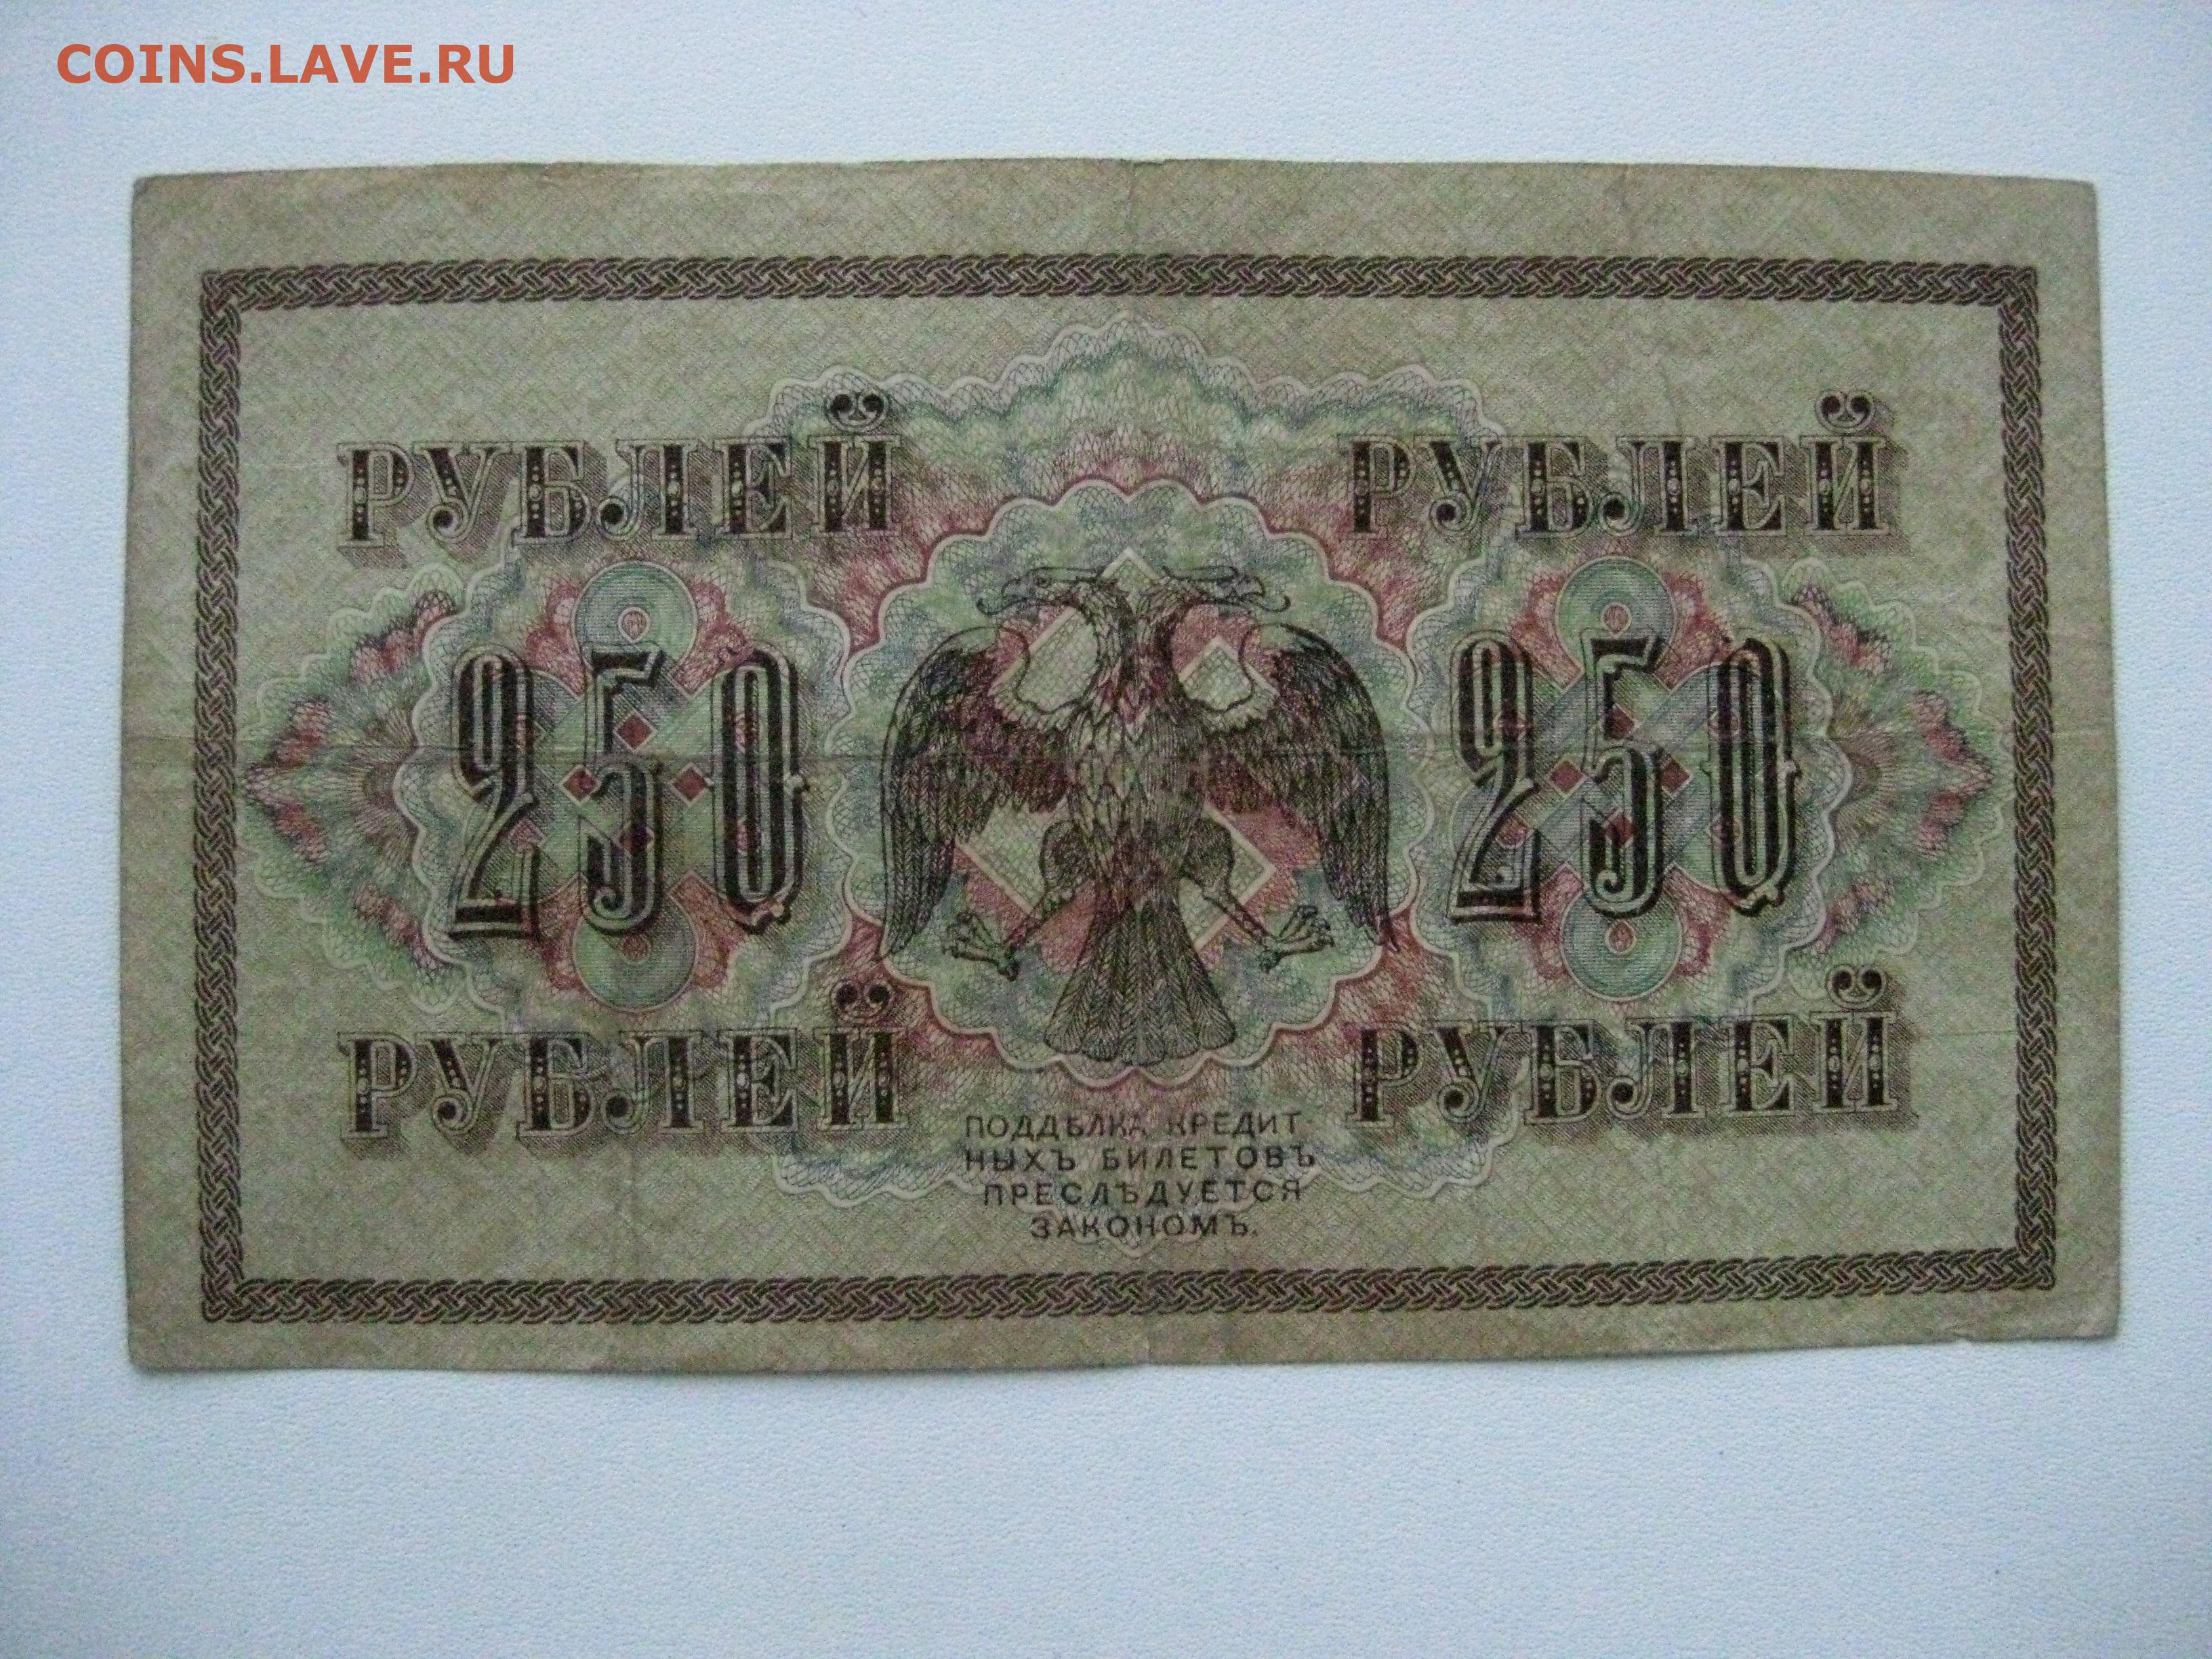 COINS.LAVE.RU
РУБЛЕЙ РУБЛЕЙ
250 250
РУБЛЕЙ РУБЛЕЙ
ПОДДѢЛКА КРЕДИТ
НЫХЪ БИЛЕТОВЪ
ПРЕСЛѢДУЕТСЯ
ЗАКОНОМЪ.